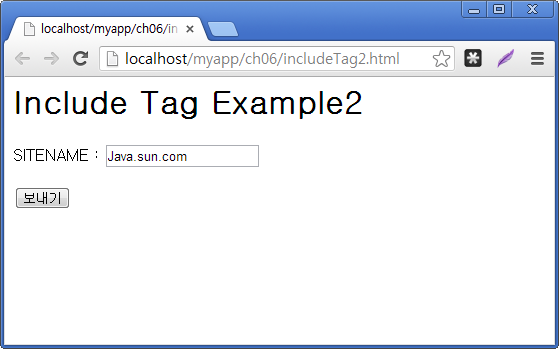 localhost/myapp/ch06/in
localhost/myapp/ch06/includeTag2.html
Include Tag Example2
SITENAME : Java.sun.com
보내기